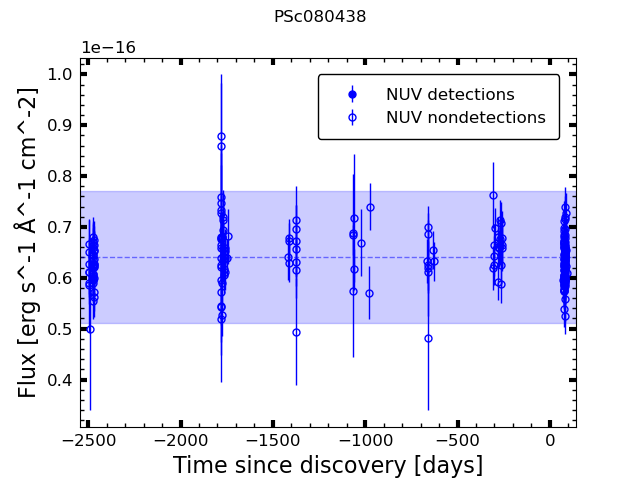 PSc080438
1e−16
NUV detections
NUV nondetections
1.0
0.9
0.8
0.7
0.6
0.5
0.4
Flux [erg s^-1 Å^-1 cm^-2]
−2500 −2000 −1500 −1000 −500 0
Time since discovery [days]